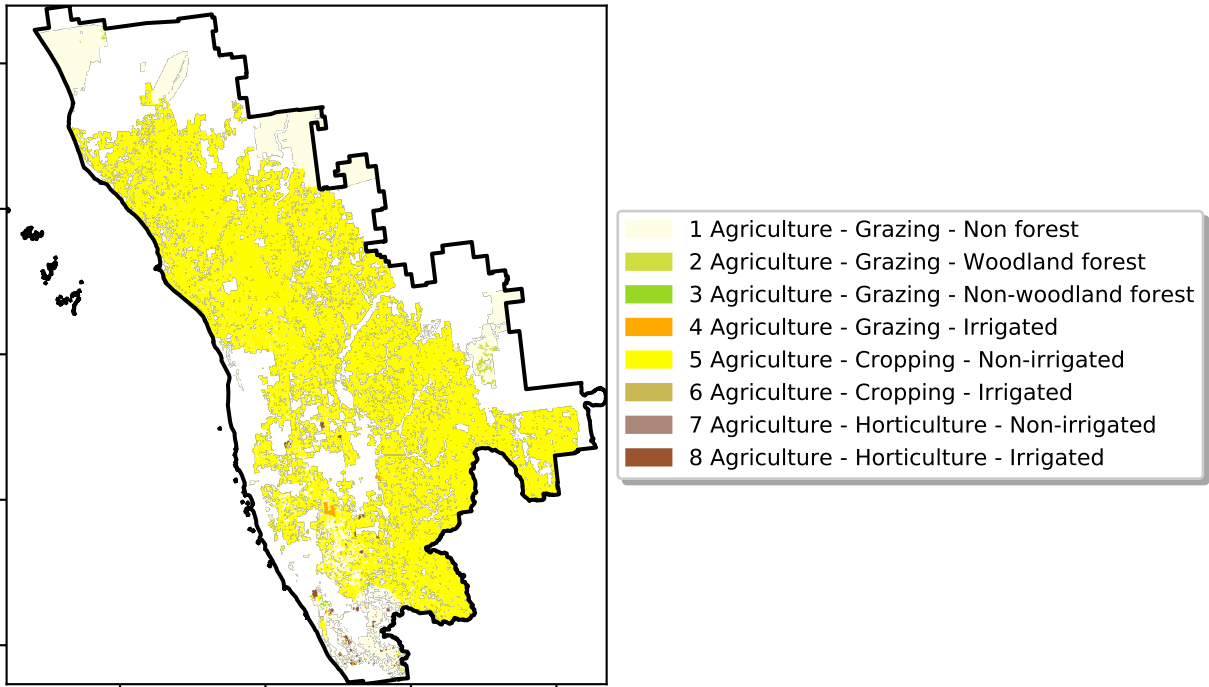 1 Agriculture - Grazing - Non forest
2 Agriculture - Grazing - Woodland forest
3 Agriculture - Grazing - Non-woodland forest
4 Agriculture - Grazing - Irrigated
5 Agriculture - Cropping - Non-irrigated
6 Agriculture - Cropping - Irrigated
7 Agriculture - Horticulture - Non-irrigated
8 Agriculture - Horticulture - Irrigated